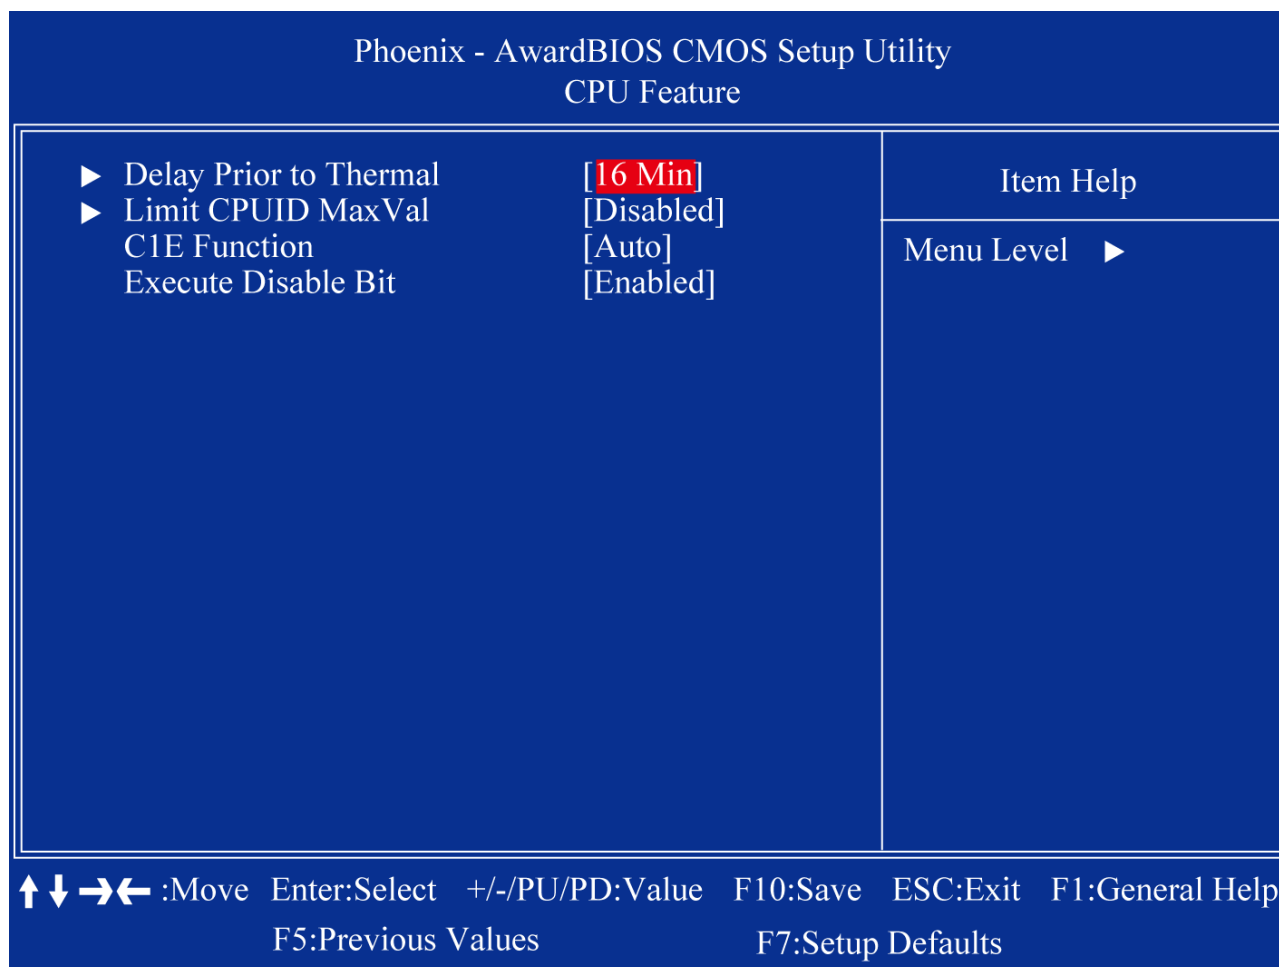 Phoenix - AwardBIOS CMOS Setup Utility
CPU Feature
Delay Prior to Thermal [16 Min]
Limit CPUID MaxVal [Disabled]
C1E Function [Auto]
Execute Disable Bit [Enabled]
Item Help
Menu Level
:Move Enter:Select +/-/PU/PD:Value F10:Save ESC:Exit F1:General Help
F5:Previous Values F7:Setup Defaults